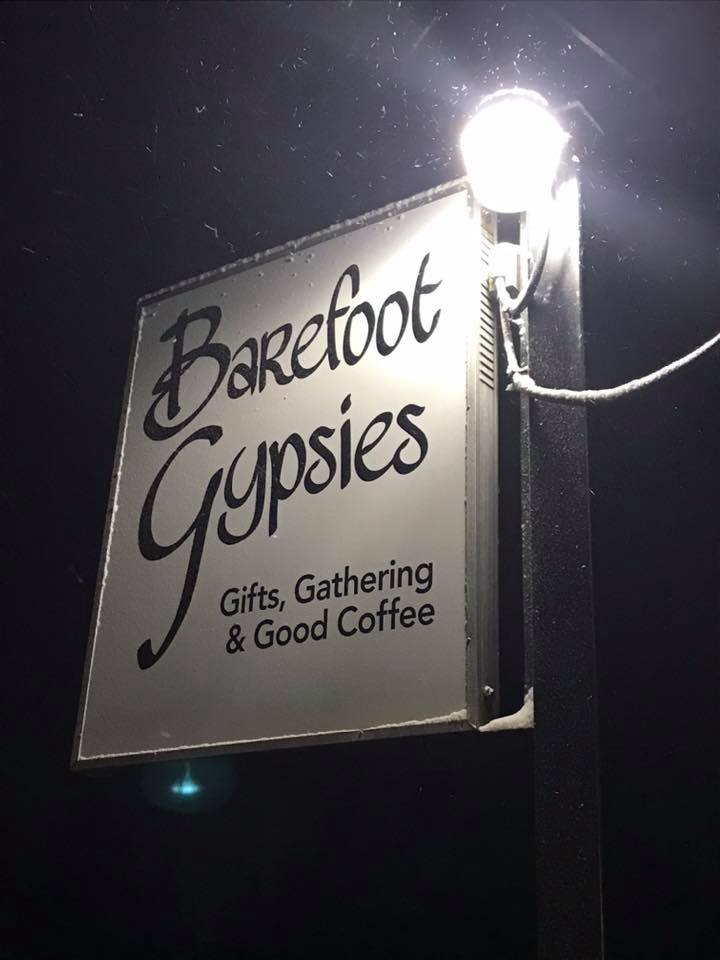 Barefoot
Gypsies
Gifts, Gathering
& Good Coffee